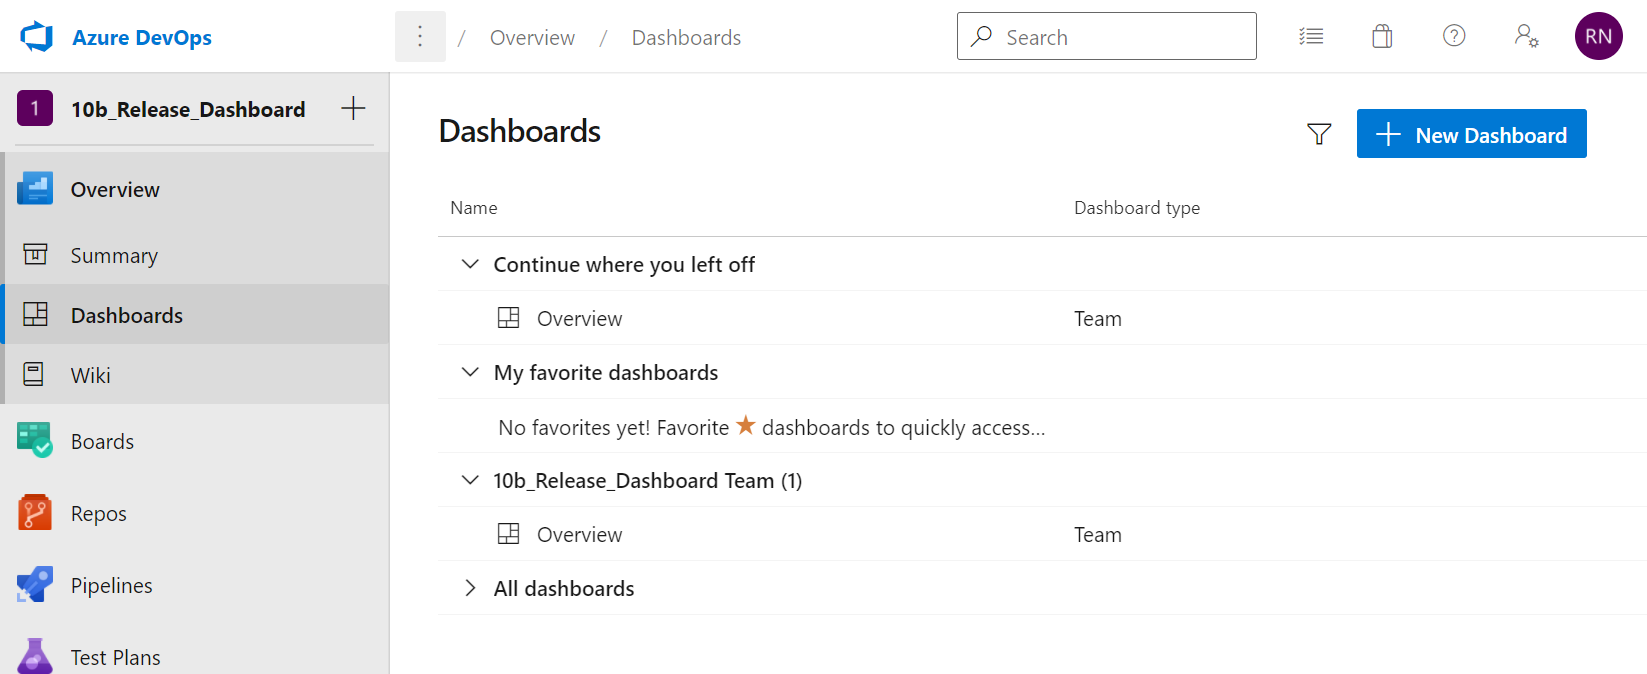 Azure DevOps
/ Overview / Dashboards
Search
RN
1 10b_Release_Dashboard
Overview
Summary
Dashboards
Wiki
Boards
Repos
Pipelines
Test Plans
Dashboards
New Dashboard
Name Dashboard type
Continue where you left off
Overview Team
My favorite dashboards
No favorites yet! Favorite ★ dashboards to quickly access...
10b_Release_Dashboard Team (1)
Overview Team
All dashboards